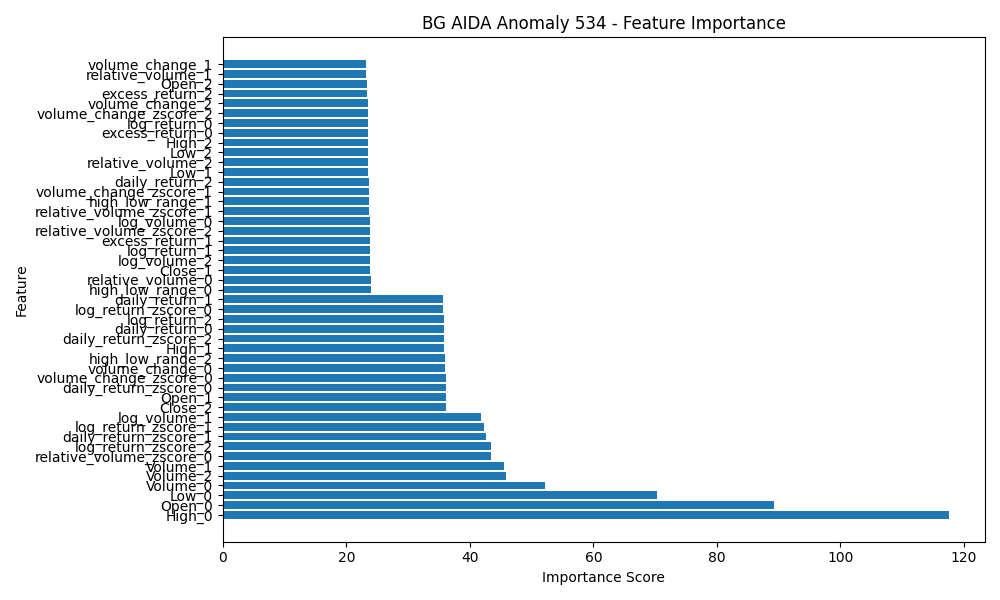 BG AIDA Anomaly 534 - Feature Importance
volume_change_1
relative_volume_1
Open_2
excess_return_2
volume_change_2
volume_change_zscore_2
log_return_0
excess_return_0
High_2
Low_2
relative_volume_2
Low_1
daily_return_2
volume_change_zscore_1
high_low_range_1
relative_volume_zscore_1
log_volume_0
relative_volume_zscore_2
excess_return_1
log_return_1
log_volume_2
Close_1
relative_volume_0
high_low_range_0
daily_return_1
log_return_zscore_0
log_return_2
daily_return_0
daily_return_zscore_2
High_1
high_low_range_2
volume_change_0
volume_change_zscore_0
daily_return_zscore_0
Open_1
Close_2
log_volume_1
log_return_zscore_1
daily_return_zscore_1
log_return_zscore_2
relative_volume_zscore_0
Volume_1
Volume_2
Volume_0
Low_0
Open_0
High_0
Feature
0 20 40 60 80 100 120
Importance Score